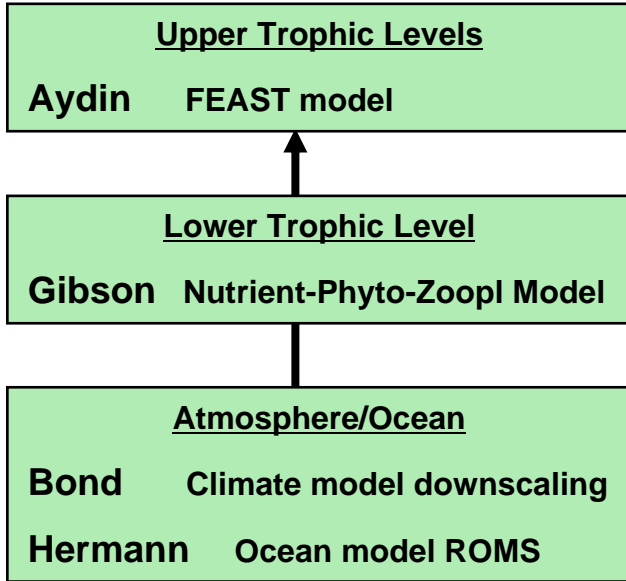 Upper Trophic Levels
Aydin FEAST model
Lower Trophic Level
Gibson Nutrient-Phyto-Zoopl Model
Atmosphere/Ocean
Bond Climate model downscaling
Hermann Ocean model ROMS